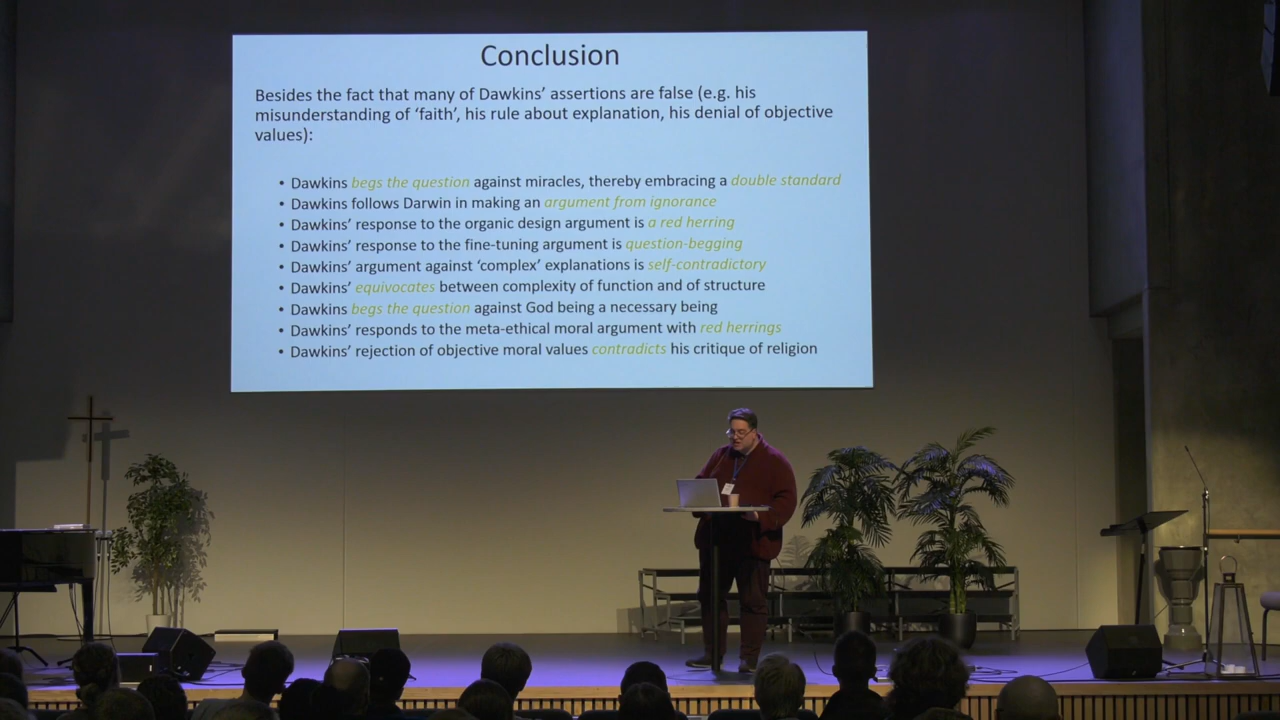 Conclusion
Besides the fact that many of Dawkins’ assertions are false (e.g. his
misunderstanding of ‘faith’, his rule about explanation, his denial of objective
values):
• Dawkins begs the question against miracles, thereby embracing a double standard
• Dawkins follows Darwin in making an argument from ignorance
• Dawkins’ response to the organic design argument is a red herring
• Dawkins’ response to the fine-tuning argument is question-begging
• Dawkins’ argument against ‘complex’ explanations is self-contradictory
• Dawkins’ equivocates between complexity of function and of structure
• Dawkins begs the question against God being a necessary being
• Dawkins’ responds to the meta-ethical moral argument with red herrings
• Dawkins’ rejection of objective moral values contradicts his critique of religion